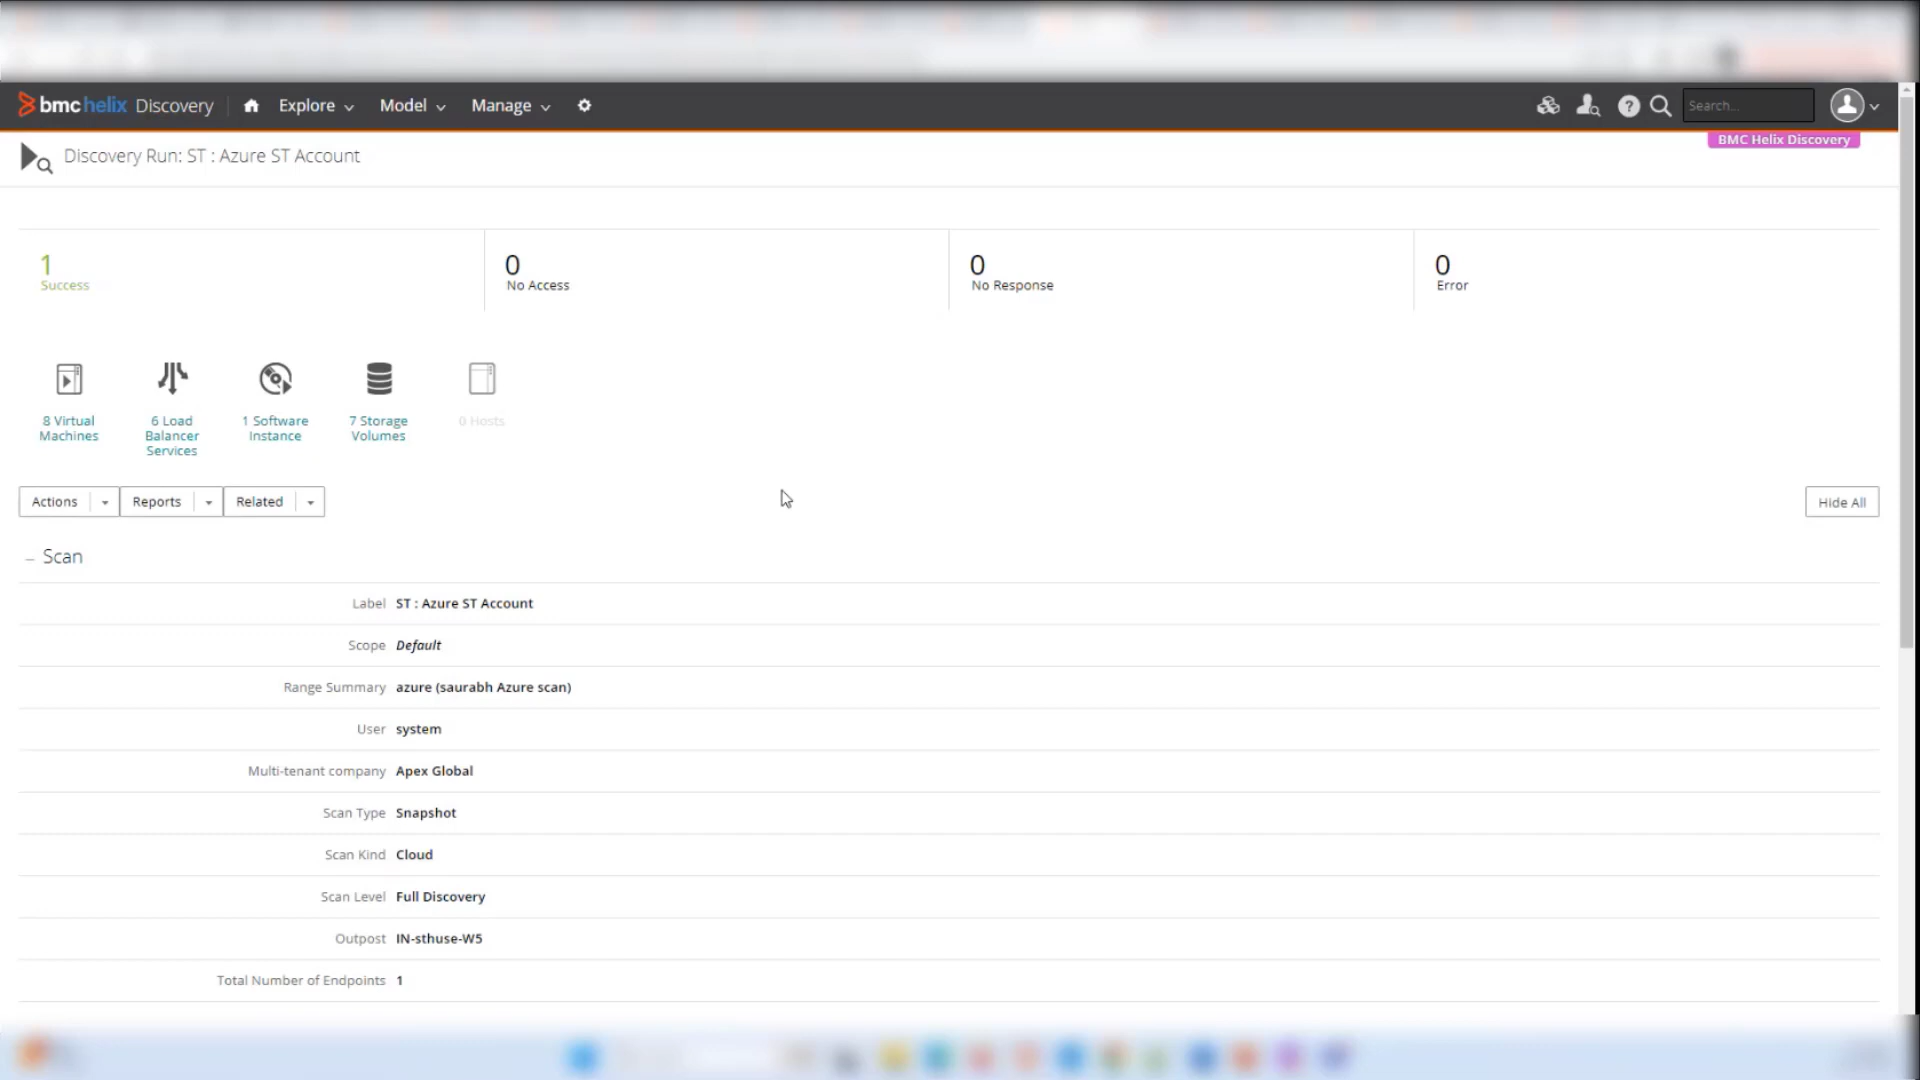 bmchelix Discovery Explore Model Manage Search...
BMC Helix Discovery
Discovery Run: ST : Azure ST Account
1 0 0 0
Success No Access No Response Error
8 Virtual Machines
6 Load Balancer Services
1 Software Instance
7 Storage Volumes
0 Hosts
Actions Reports Related Hide All
Scan
Label ST : Azure ST Account
Scope Default
Range Summary azure (saurabh Azure scan)
User system
Multi-tenant company Apex Global
Scan Type Snapshot
Scan Kind Cloud
Scan Level Full Discovery
Outpost IN-sthuse-W5
Total Number of Endpoints 1